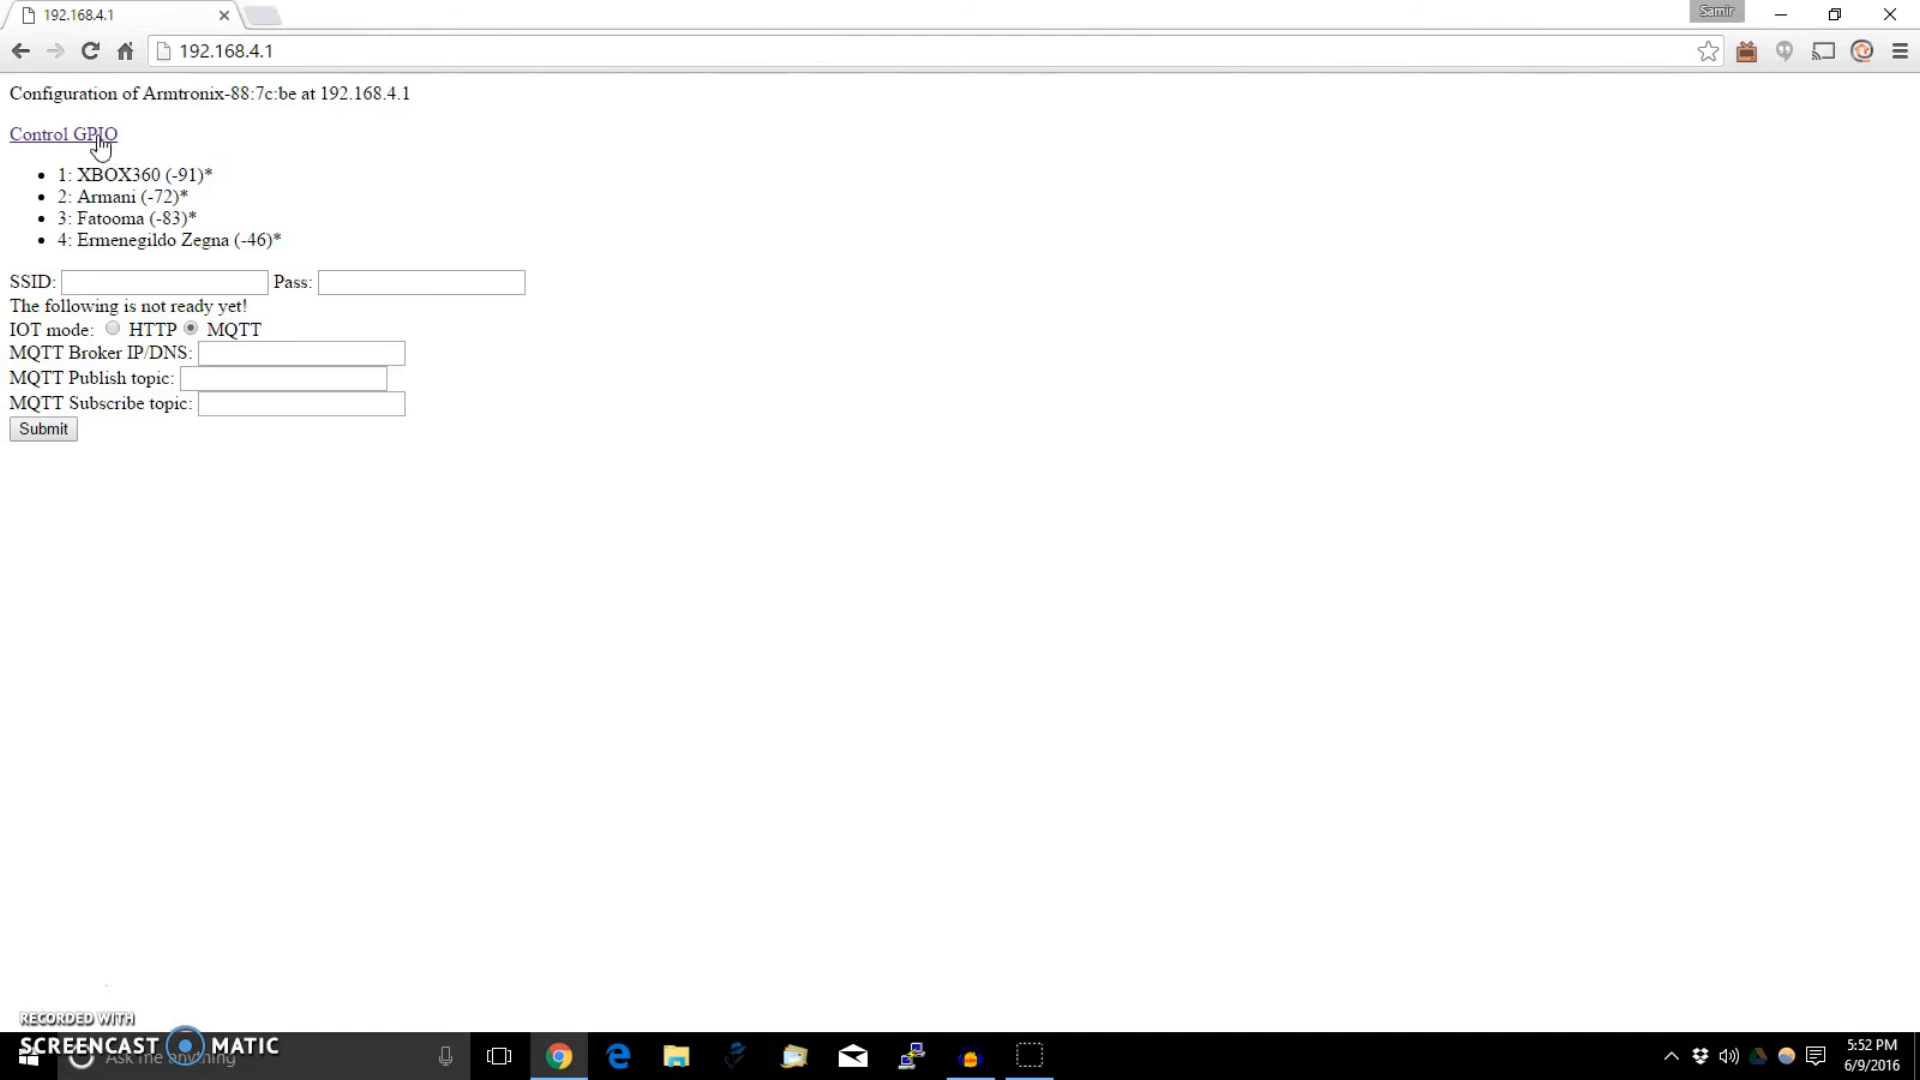 192.168.4.1
Samir
192.168.4.1
Configuration of Armtronix-88:7c:be at 192.168.4.1
Control GPIO
1: XBOX360 (-91)*
2: Armani (-72)*
3: Fatooma (-83)*
4: Ermenegildo Zegna (-46)*
SSID: Pass:
The following is not ready yet!
IOT mode: HTTP MQTT
MQTT Broker IP/DNS:
MQTT Publish topic:
MQTT Subscribe topic:
Submit
RECORDED WITH
SCREENCAST MATIC
Ask me anything
5:52 PM
6/9/2016